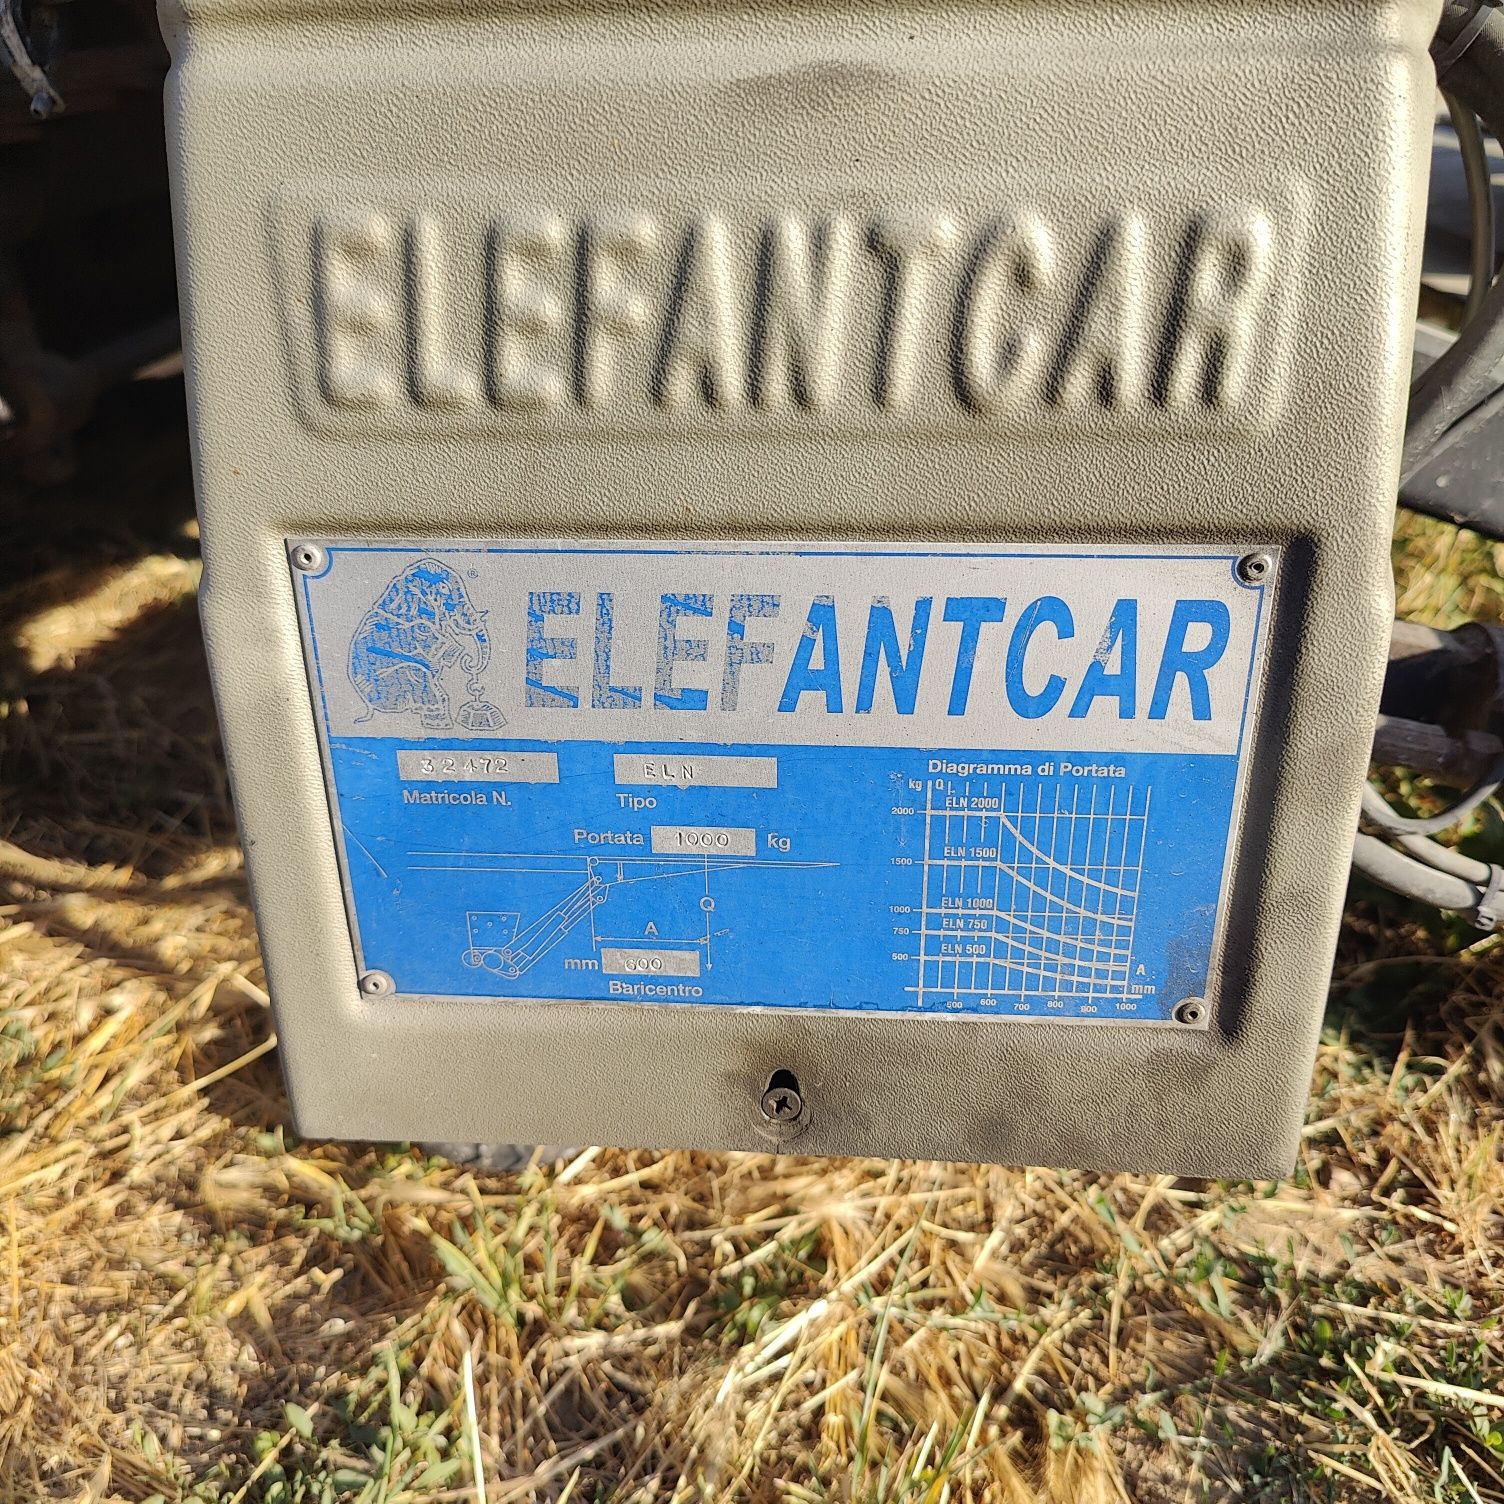 ELEFANTCAR
®
ELEFANTCAR
32472
Matricola N.
ELN
Tipo
Portata 1000 kg
Q
A
mm 600
Baricentro
Diagramma di Portata
kg Q
2000
ELN 2000
1500
ELN 1500
1000
ELN 1000
750
ELN 750
500
ELN 500
A
mm
500 600 700 800 900 1000